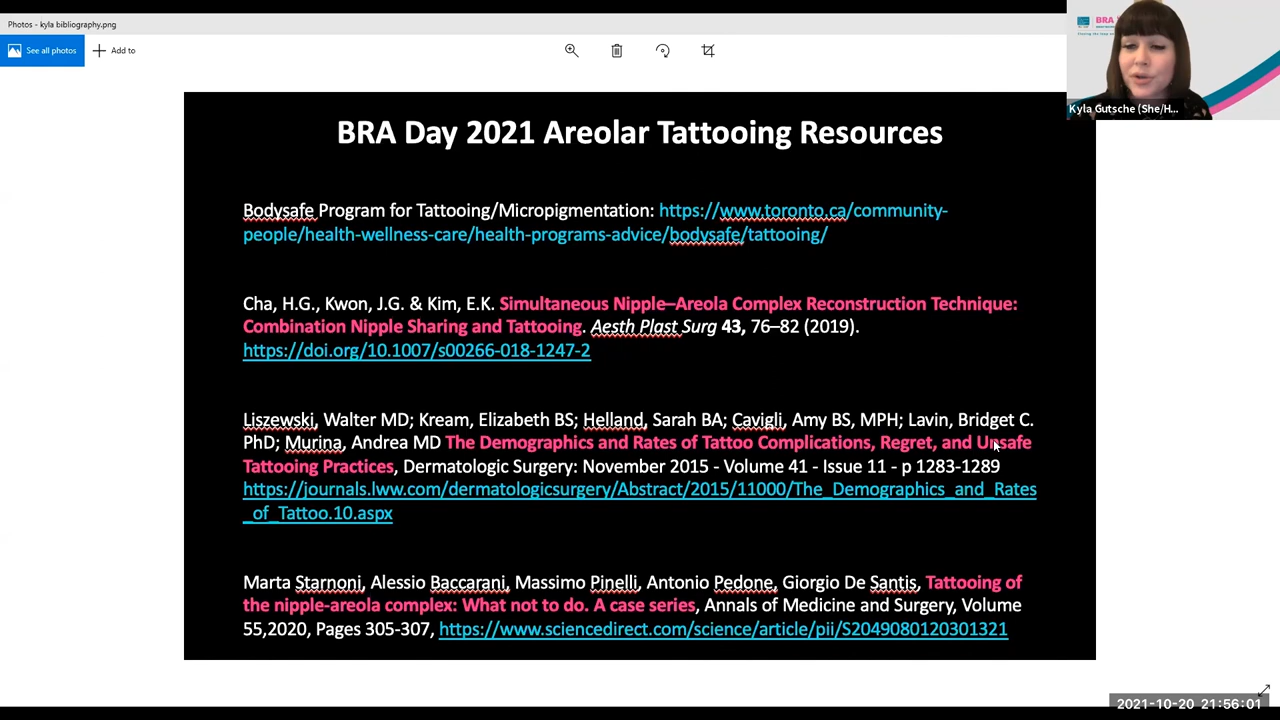 Photos - kyla bibliography.png
See all photos
Add to
BRA
Kyla Gutsche (She/H...
BRA Day 2021 Areolar Tattooing Resources
Bodysafe Program for Tattooing/Micropigmentation: https://www.toronto.ca/community-
people/health-wellness-care/health-programs-advice/bodysafe/tattooing/
Cha, H.G., Kwon, J.G. & Kim, E.K. Simultaneous Nipple–Areola Complex Reconstruction Technique:
Combination Nipple Sharing and Tattooing. Aesth Plast Surg 43, 76–82 (2019).
https://doi.org/10.1007/s00266-018-1247-2
Liszewski, Walter MD; Kream, Elizabeth BS; Helland, Sarah BA; Cavigli, Amy BS, MPH; Lavin, Bridget C.
PhD; Murina, Andrea MD The Demographics and Rates of Tattoo Complications, Regret, and Unsafe
Tattooing Practices, Dermatologic Surgery: November 2015 - Volume 41 - Issue 11 - p 1283-1289
https://journals.lww.com/dermatologicsurgery/Abstract/2015/11000/The_Demographics_and_Rates
_of_Tattoo.10.aspx
Marta Starnoni, Alessio Baccarani, Massimo Pinelli, Antonio Pedone, Giorgio De Santis, Tattooing of
the nipple-areola complex: What not to do. A case series, Annals of Medicine and Surgery, Volume
55,2020, Pages 305-307, https://www.sciencedirect.com/science/article/pii/S2049080120301321
2021-10-20 21:56:01